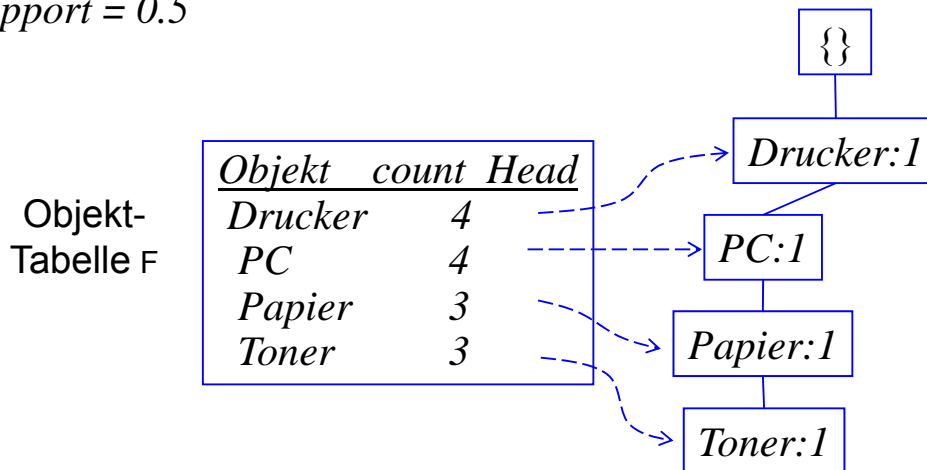 pport = 0.5
{}
Drucker:1
Objekt count Head
Drucker 4
PC 4
Papier 3
Toner 3
Objekt-
Tabelle F
PC:1
Papier:1
Toner:1